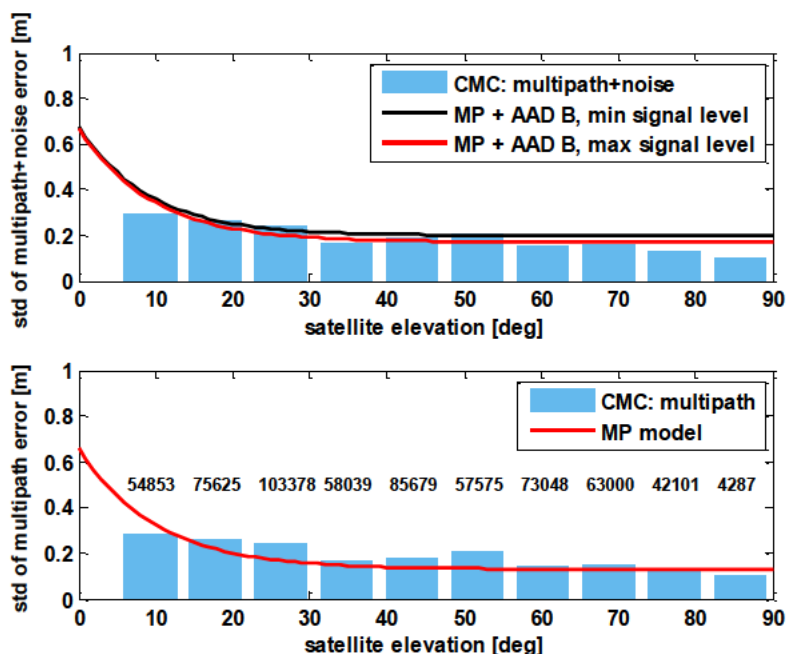 std of multipath+noise error [m]
1
0.8
0.6
0.4
0.2
0
CMC: multipath+noise
MP + AAD B, min signal level
MP + AAD B, max signal level
0 10 20 30 40 50 60 70 80 90
satellite elevation [deg]
std of multipath error [m]
1
0.8
0.6
0.4
0.2
0
CMC: multipath
MP model
54853 75625 103378 58039 85679 57575 73048 63000 42101 4287
0 10 20 30 40 50 60 70 80 90
satellite elevation [deg]